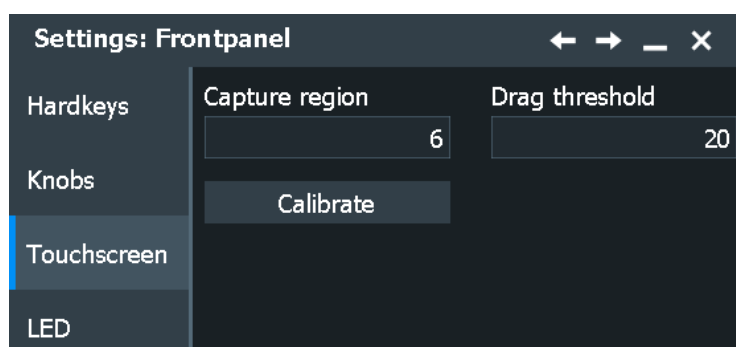 Settings: Frontpanel
Hardkeys
Knobs
Touchscreen
LED
Capture region
6
Drag threshold
20
Calibrate